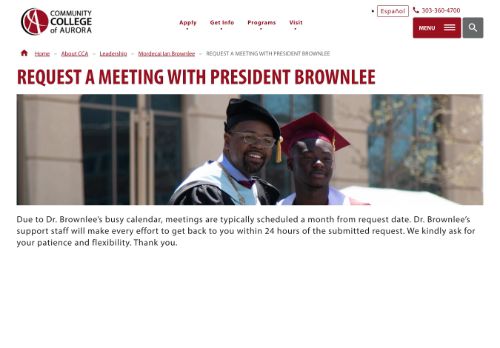 COMMUNITY
COLLEGE
of AURORA
Apply
Get Info
Programs
Visit
Español
303-360-4700
MENU
Home – About CCA – Leadership – Mordecai Ian Brownlee – REQUEST A MEETING WITH PRESIDENT BROWNLEE
REQUEST A MEETING WITH PRESIDENT BROWNLEE
Due to Dr. Brownlee's busy calendar, meetings are typically scheduled a month from request date. Dr. Brownlee's
support staff will make every effort to get back to you within 24 hours of the submitted request. We kindly ask for
your patience and flexibility. Thank you.